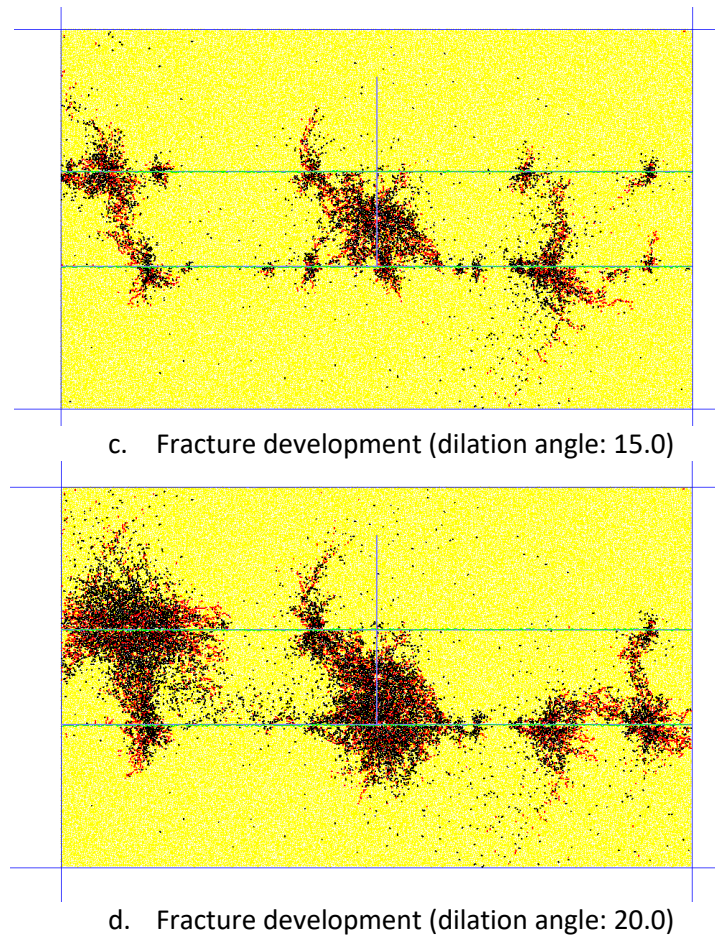 c. Fracture development (dilation angle: 15.0)
d. Fracture development (dilation angle: 20.0)